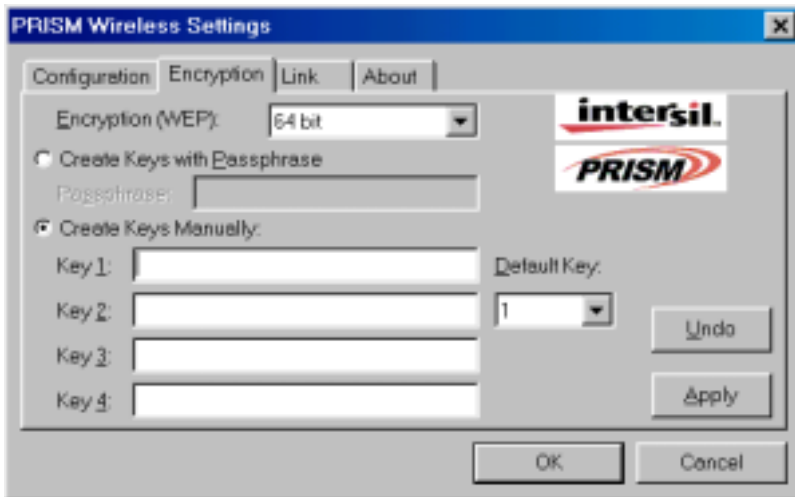 PRISM Wireless Settings
Configuration Encryption Link About
Encryption (WEP): 64 bit
intersil.
PRISM
Create Keys with Passphrase
Passphrase:
Create Keys Manually:
Key 1:
Default Key:
Key 2:
1
Undo
Key 3:
Key 4:
Apply
OK Cancel